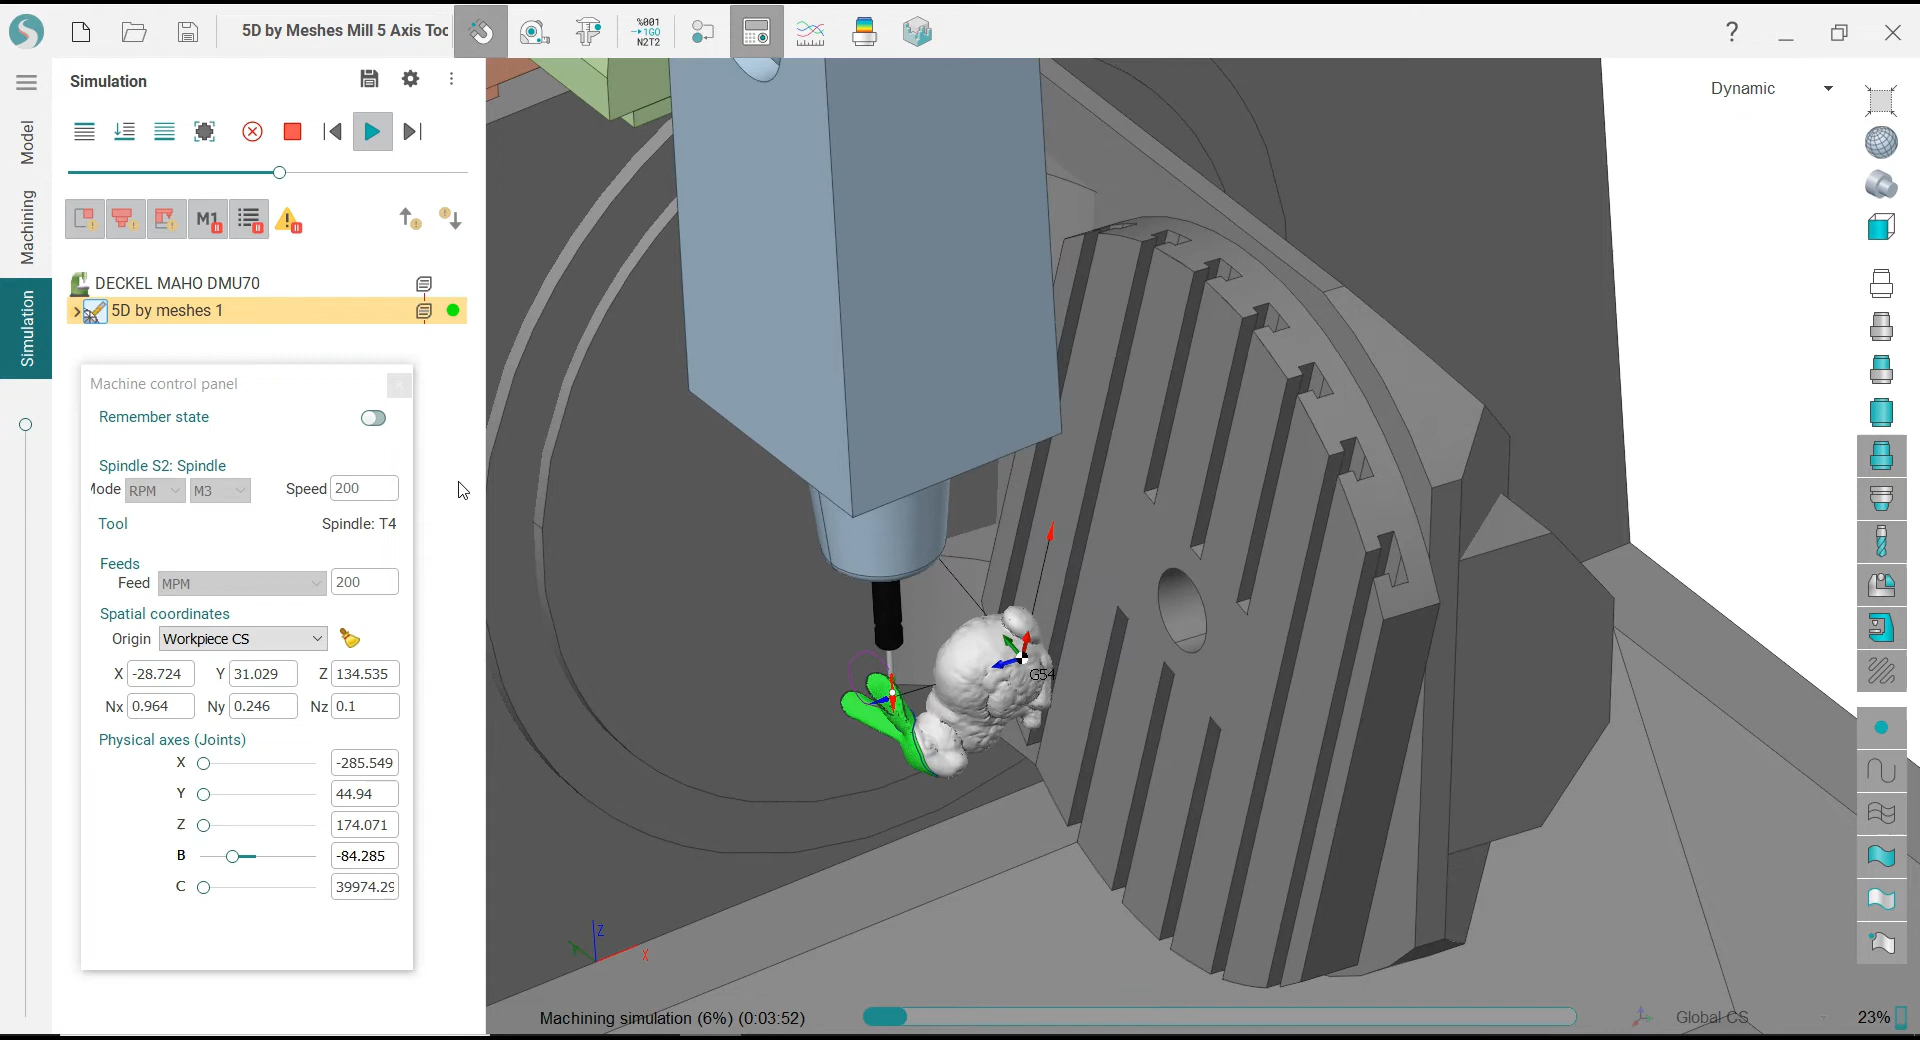 5D by Meshes Mill 5 Axis Too
%001
1G0
N2T2
?
Simulation
Dynamic
Model
Machining
Simulation
M1
DECKEL MAHO DMU70
5D by meshes 1
Machine control panel
Remember state
Spindle S2: Spindle
Mode RPM M3 Speed 200
Tool Spindle: T4
Feeds
Feed MPM 200
Spatial coordinates
Origin Workpiece CS
X -28.724 Y 31.029 Z 134.535
Nx 0.964 Ny 0.246 Nz 0.1
Physical axes (Joints)
X -285.549
Y 44.94
Z 174.071
B -84.285
C 39974.29
G54
Z
X
Machining simulation (6%) (0:03:52)
Global CS
23%